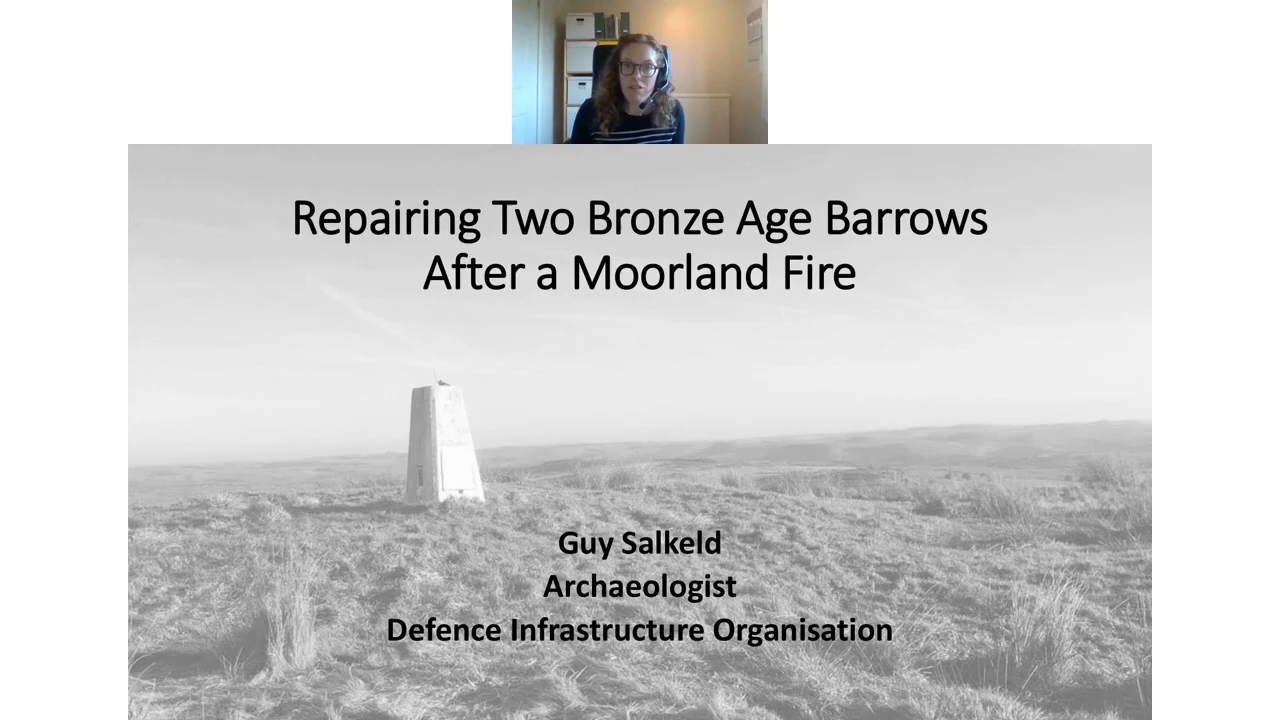 Repairing Two Bronze Age Barrows
After a Moorland Fire
Guy Salkeld
Archaeologist
Defence Infrastructure Organisation